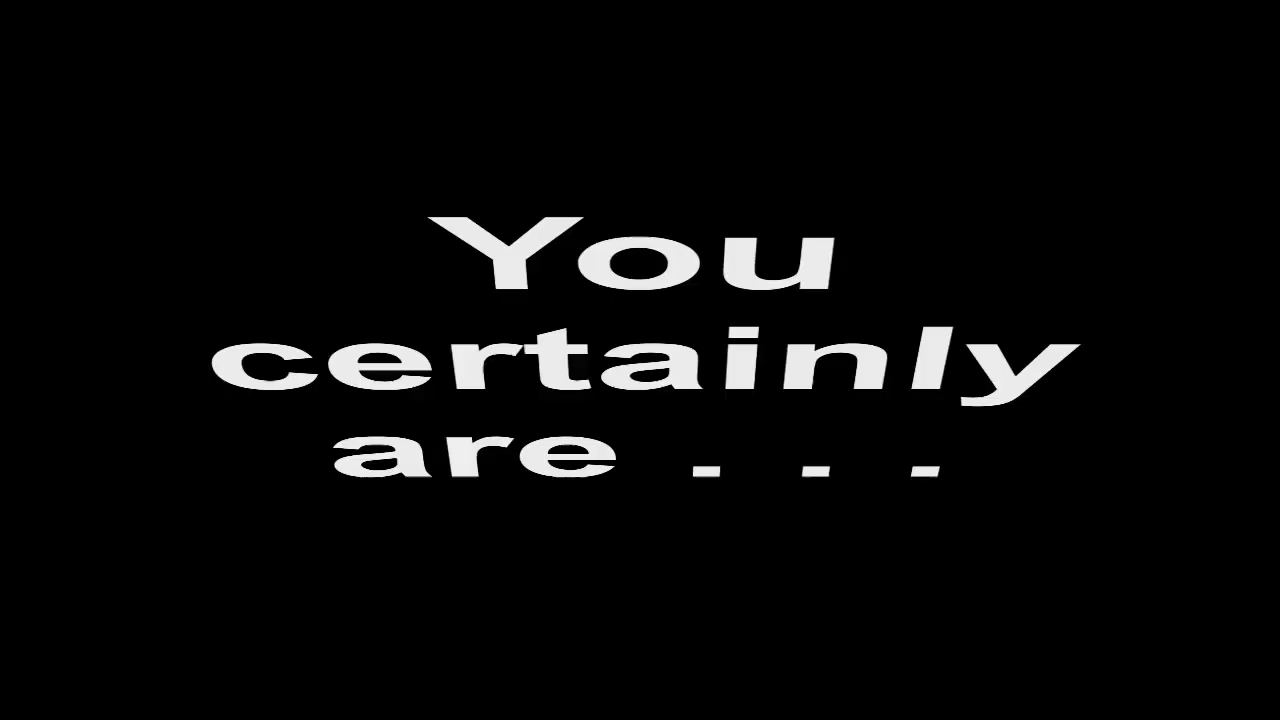 You
certainly
are . . .